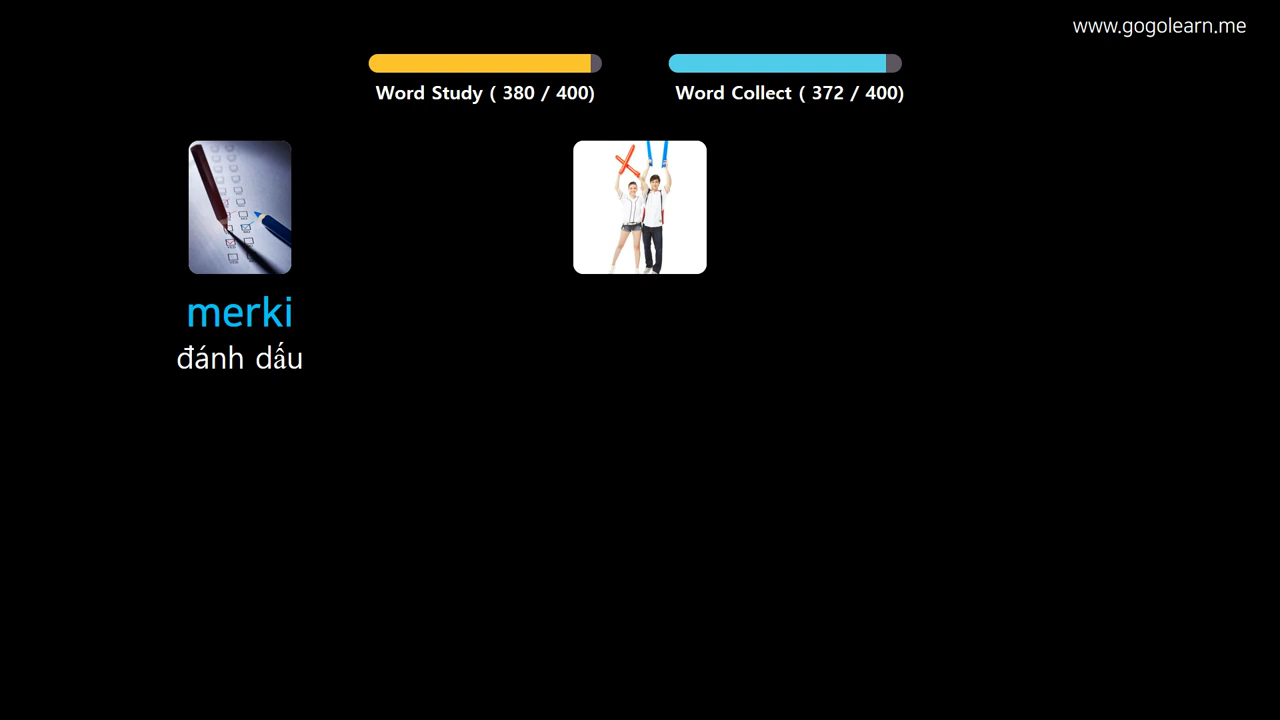 www.gogolearn.me
Word Study ( 380 / 400)
Word Collect ( 372 / 400)
merki
đánh dấu